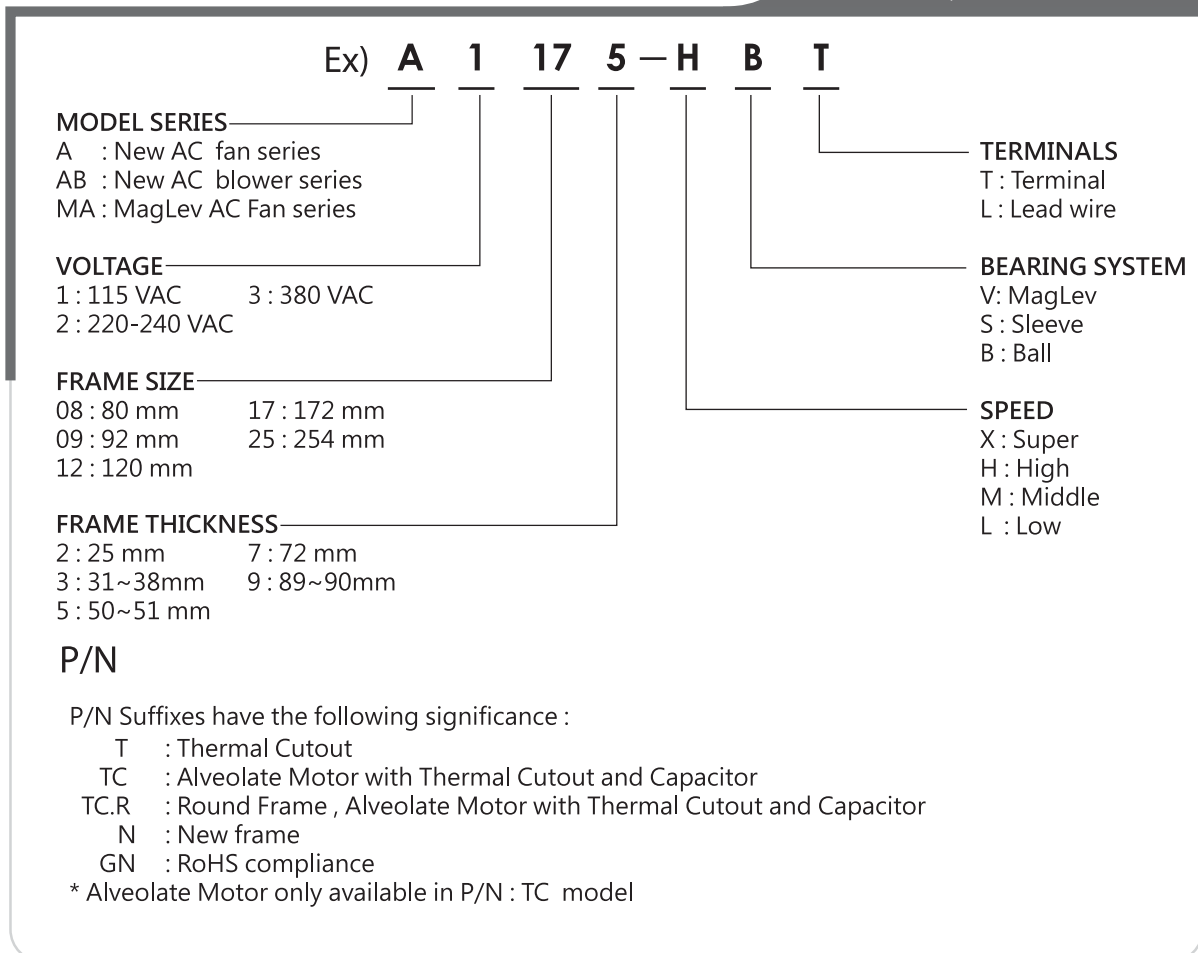 Ex) A 1 17 5 — H B T
MODEL SERIES
A : New AC fan series
AB : New AC blower series
MA : MagLev AC Fan series
VOLTAGE
1 : 115 VAC 3 : 380 VAC
2 : 220-240 VAC
FRAME SIZE
08 : 80 mm 17 : 172 mm
09 : 92 mm 25 : 254 mm
12 : 120 mm
FRAME THICKNESS
2 : 25 mm 7 : 72 mm
3 : 31~38mm 9 : 89~90mm
5 : 50~51 mm
TERMINALS
T : Terminal
L : Lead wire
BEARING SYSTEM
V: MagLev
S : Sleeve
B : Ball
SPEED
X : Super
H : High
M : Middle
L : Low
P/N
P/N Suffixes have the following significance :
T : Thermal Cutout
TC : Alveolate Motor with Thermal Cutout and Capacitor
TC.R : Round Frame , Alveolate Motor with Thermal Cutout and Capacitor
N : New frame
GN : RoHS compliance
* Alveolate Motor only available in P/N : TC model